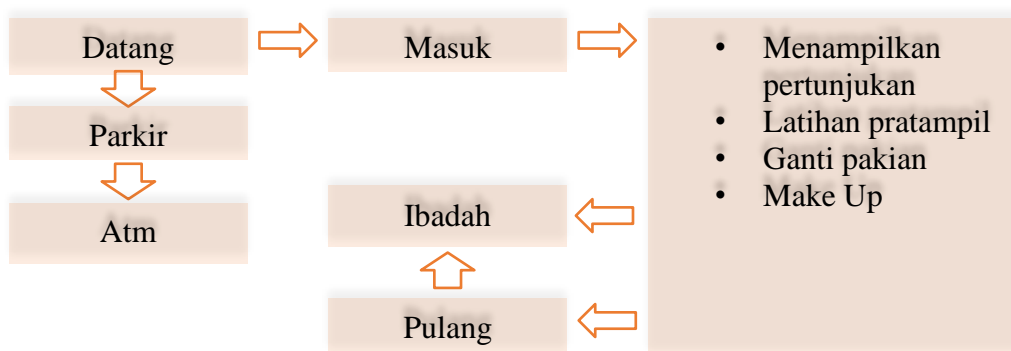 Datang
Masuk
• Menampilkan
pertunjukan
• Latihan pratampil
• Ganti pakian
• Make Up
Parkir
Atm
Ibadah
Pulang